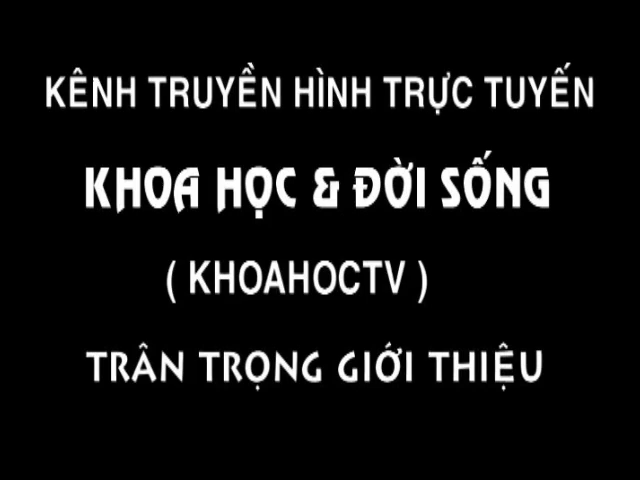 KÊNH TRUYỀN HÌNH TRỰC TUYẾN
KHOA HỌC & ĐỜI SỐNG
( KHOAHOCTV )
TRÂN TRỌNG GIỚI THIỆU